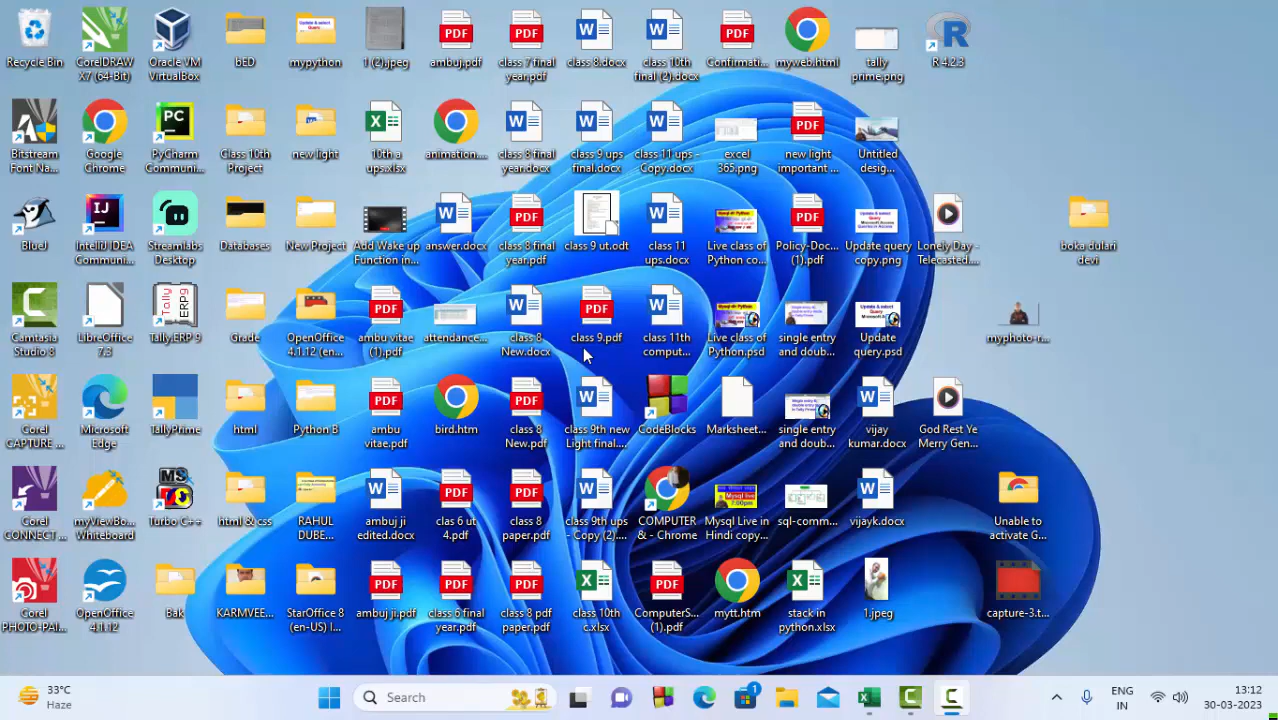 Recycle Bin
CorelDRAW
X7 (64-Bit)
Oracle VM
VirtualBox
bED
mypython
1 (2).jpeg
ambuj.pdf
class 7 final
year.pdf
class 8.docx
class 10th
final (2).docx
Confirmati...
myweb.html
tally
prime.png
R 4.2.3
Bitstream
Font Na...
Google
Chrome
PyCharm
Communi...
Class 10th
Project
new light
10th a
ups.xlsx
animation....
class 8 final
year.docx
class 9 ups
final.docx
class 11 ups -
Copy.docx
excel
365.png
new light
important ...
Untitled
desig...
BlueJ
IntelliJ IDEA
Communi...
Streamlabs
Desktop
Databases
New Project
Add Wake up
Function in...
answer.docx
class 8 final
year.pdf
class 9 ut.odt
class 11
ups.docx
Live class of
Python co...
Policy-Doc...
(1).pdf
Update query
copy.png
Lonely Day -
Telecasted....
boka dulari
devi
Camtasia
Studio 8
LibreOffice
7.3
Tally.ERP 9
Grade
OpenOffice
4.1.12 (en...
ambu vitae
(1).pdf
attendance...
class 8
New.docx
class 9.pdf
class 11th
comput...
Live class of
Python.psd
single entry
and doub...
Update
query.psd
myphoto-r...
Corel
CAPTURE ...
Microsoft
Edge
TallyPrime
html
Python B
ambu
vitae.pdf
bird.htm
class 8
New.pdf
class 9th new
Light final....
CodeBlocks
Marksheet...
single entry
and doub...
vijay
kumar.docx
God Rest Ye
Merry Gen...
Corel
CONNECT ...
myViewBo...
Whiteboard
Turbo C++
html & css
RAHUL
DUBE...
ambuj ji
edited.docx
clas 6 ut
4.pdf
class 8
paper.pdf
class 9th ups
- Copy (2)....
COMPUTER
& - Chrome
Mysql Live in
Hindi copy...
sql-comm...
vijayk.docx
Unable to
activate G...
Corel
PHOTO-PAI...
OpenOffice
4.1.12
Bak
KARMVEE...
StarOffice 8
(en-US) I...
ambuj ji.pdf
class 6 final
year.pdf
class 8 pdf
paper.pdf
class 10th
c.xlsx
ComputerS...
(1).pdf
mytt.htm
stack in
python.xlsx
1.jpeg
capture-3.t...
33°C
Haze
Search
1
ENG
IN
13:12
30-03-2023